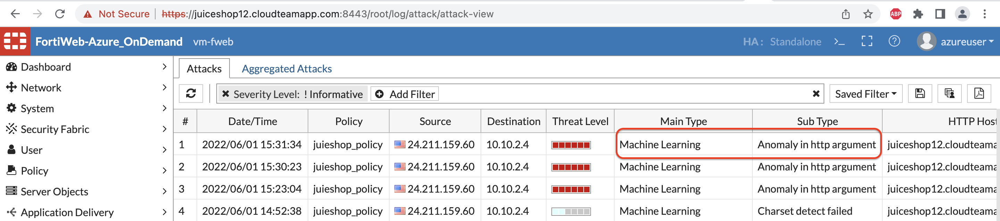 Not Secure https://juiceshop12.cloudteamapp.com:8443/root/log/attack/attack-view ABP
FortiWeb-Azure_OnDemand vm-fweb HA: Standalone >_ ? azureuser
Dashboard
Network
System
Security Fabric
User
Policy
Server Objects
Application Delivery
Attacks Aggregated Attacks
Severity Level: ! Informative Add Filter Saved Filter
# Date/Time Policy Source Destination Threat Level Main Type Sub Type HTTP Host
1 2022/06/01 15:31:34 juieshop_policy 24.211.159.60 10.10.2.4 Machine Learning Anomaly in http argument juiceshop12.cloudteama
2 2022/06/01 15:30:23 juieshop_policy 24.211.159.60 10.10.2.4 Machine Learning Anomaly in http argument juiceshop12.cloudteama
3 2022/06/01 15:23:04 juieshop_policy 24.211.159.60 10.10.2.4 Machine Learning Anomaly in http argument juiceshop12.cloudteama
4 2022/06/01 14:52:38 juieshop_policy 24.211.159.60 10.10.2.4 Machine Learning Charset detect failed juiceshop12.cloudteama